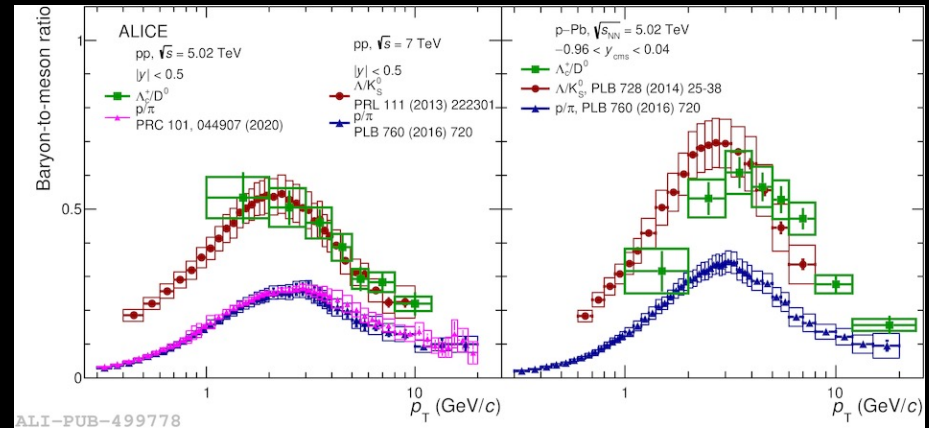 Baryon-to-meson ratio
1
0.5
0
ALICE
pp, √s = 5.02 TeV
|y| < 0.5
Λc+/D0
p/π
PRC 101, 044907 (2020)
pp, √s = 7 TeV
|y| < 0.5
Λ/K0S
PRL 111 (2013) 222301
p/π
PLB 760 (2016) 720
1
10
pT (GeV/c)
p–Pb, √sNN = 5.02 TeV
−0.96 < ycms < 0.04
Λc+/D0
Λ/K0S, PLB 728 (2014) 25-38
p/π, PLB 760 (2016) 720
1
10
pT (GeV/c)
ALI-PUB-499778